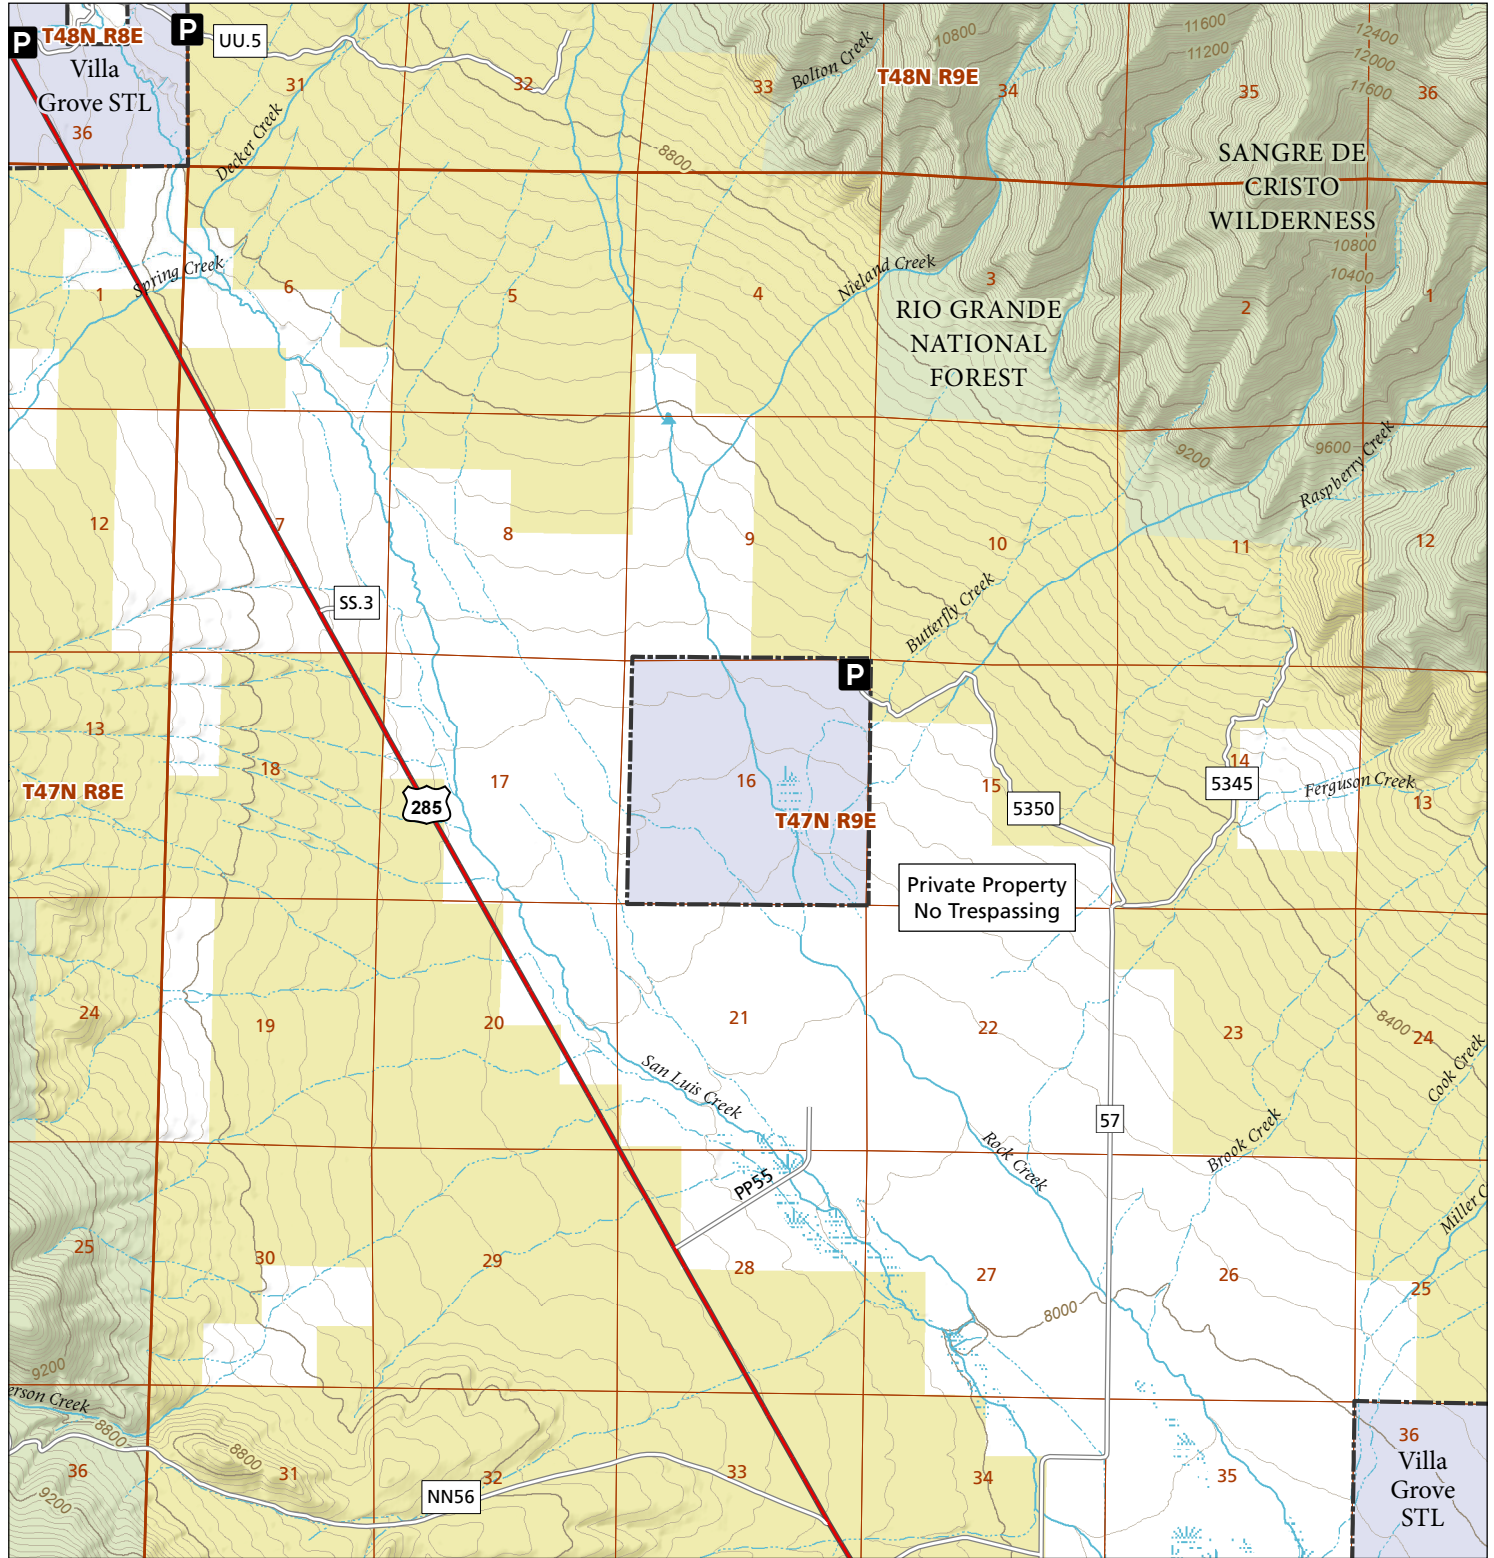 P
T48N R8E
P
UU.5
Villa
Grove STL
36
31
32
33
Bolton Creek
10800
T48N R9E
34
11600
11200
35
12400
12000
11600
36
Decker Creek
8800
SANGRE DE
CRISTO
WILDERNESS
10800
10400
Spring Creek
1
6
5
4
Nieland Creek
3
2
1
RIO GRANDE
NATIONAL
FOREST
9200
9600
Raspberry Creek
12
7
8
9
10
11
12
SS.3
Butterfly Creek
P
13
18
17
16
15
14
T47N R8E
285
T47N R9E
5350
5345
Ferguson Creek
13
Private Property
No Trespassing
24
19
20
21
22
23
8400
24
San Luis Creek
Cook Creek
57
Rock Creek
Brook Creek
PP55
Miller C
25
30
29
28
27
26
25
8000
9200
erson Creek
8800
8800
36
9200
31
NN56
32
33
34
35
36
Villa
Grove
STL